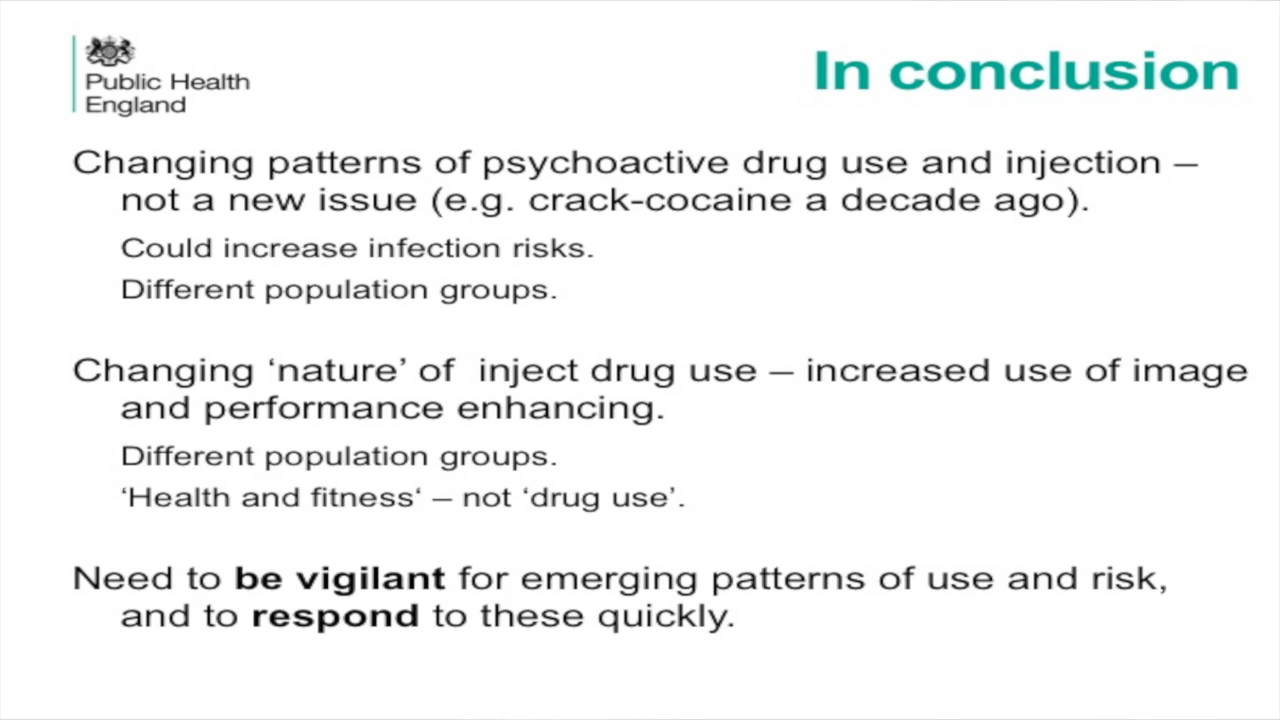 Public Health
England
In conclusion
Changing patterns of psychoactive drug use and injection –
not a new issue (e.g. crack-cocaine a decade ago).
Could increase infection risks.
Different population groups.
Changing ‘nature’ of  inject drug use – increased use of image
and performance enhancing.
Different population groups.
‘Health and fitness‘ – not ‘drug use’.
Need to be vigilant for emerging patterns of use and risk,
and to respond to these quickly.